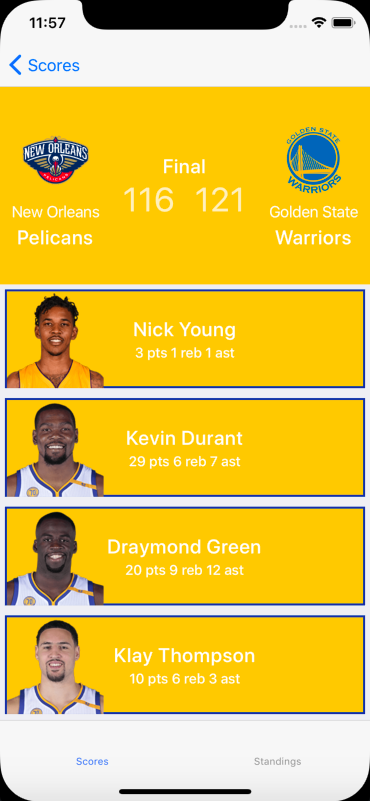 11:57
Scores
NEW ORLEANS
PELICANS
GOLDEN STATE
WARRIORS
Final
116 121
New Orleans
Pelicans
Golden State
Warriors
Nick Young
3 pts 1 reb 1 ast
Kevin Durant
29 pts 6 reb 7 ast
Draymond Green
20 pts 9 reb 12 ast
Klay Thompson
10 pts 6 reb 3 ast
Scores
Standings